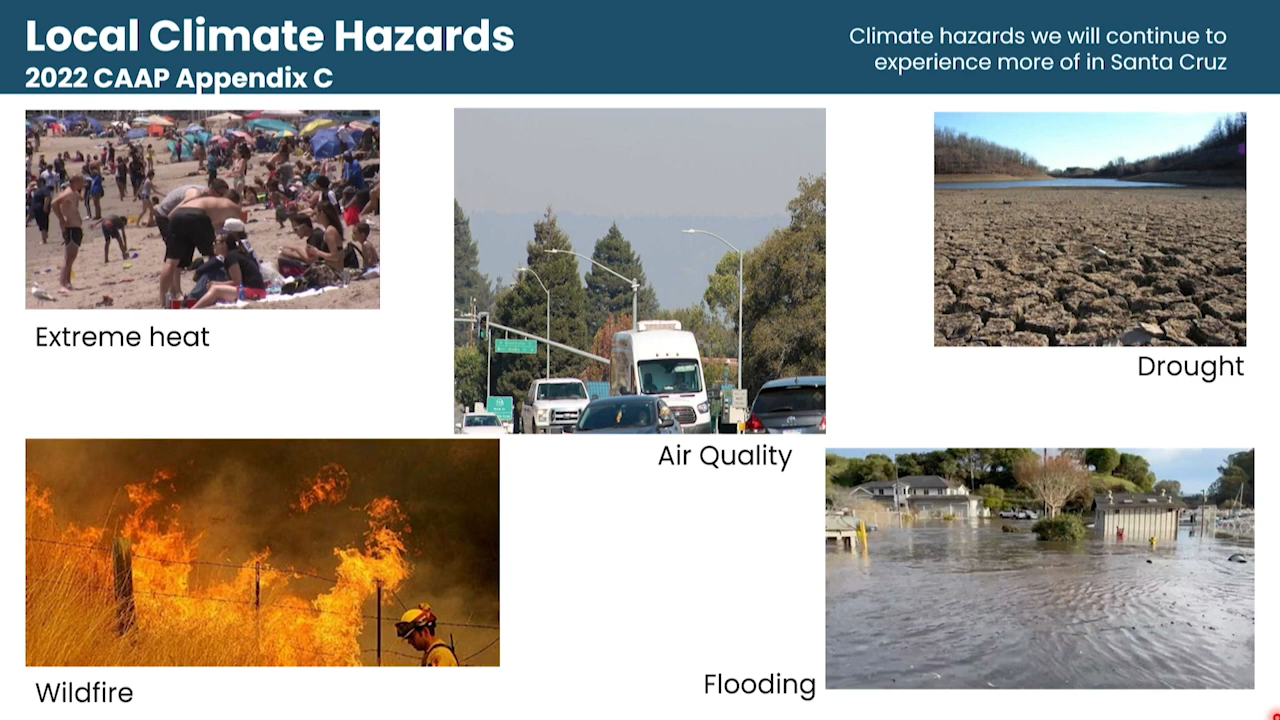 Local Climate Hazards
2022 CAAP Appendix C
Climate hazards we will continue to
experience more of in Santa Cruz
Extreme heat
Air Quality
Drought
Wildfire
Flooding